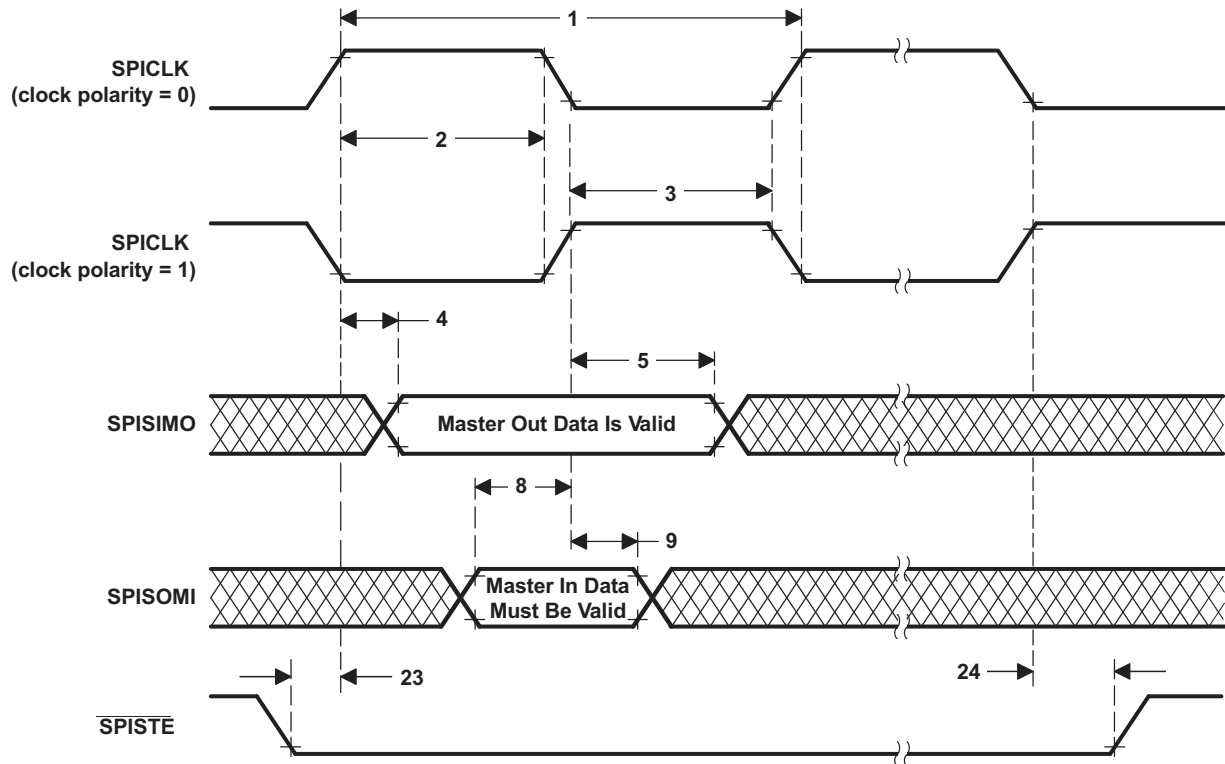 1
SPICLK
(clock polarity = 0)
2
3
SPICLK
(clock polarity = 1)
4
5
SPISIMO
Master Out Data Is Valid
8
9
SPISOMI
Master In Data
Must Be Valid
23
24
SPISTE